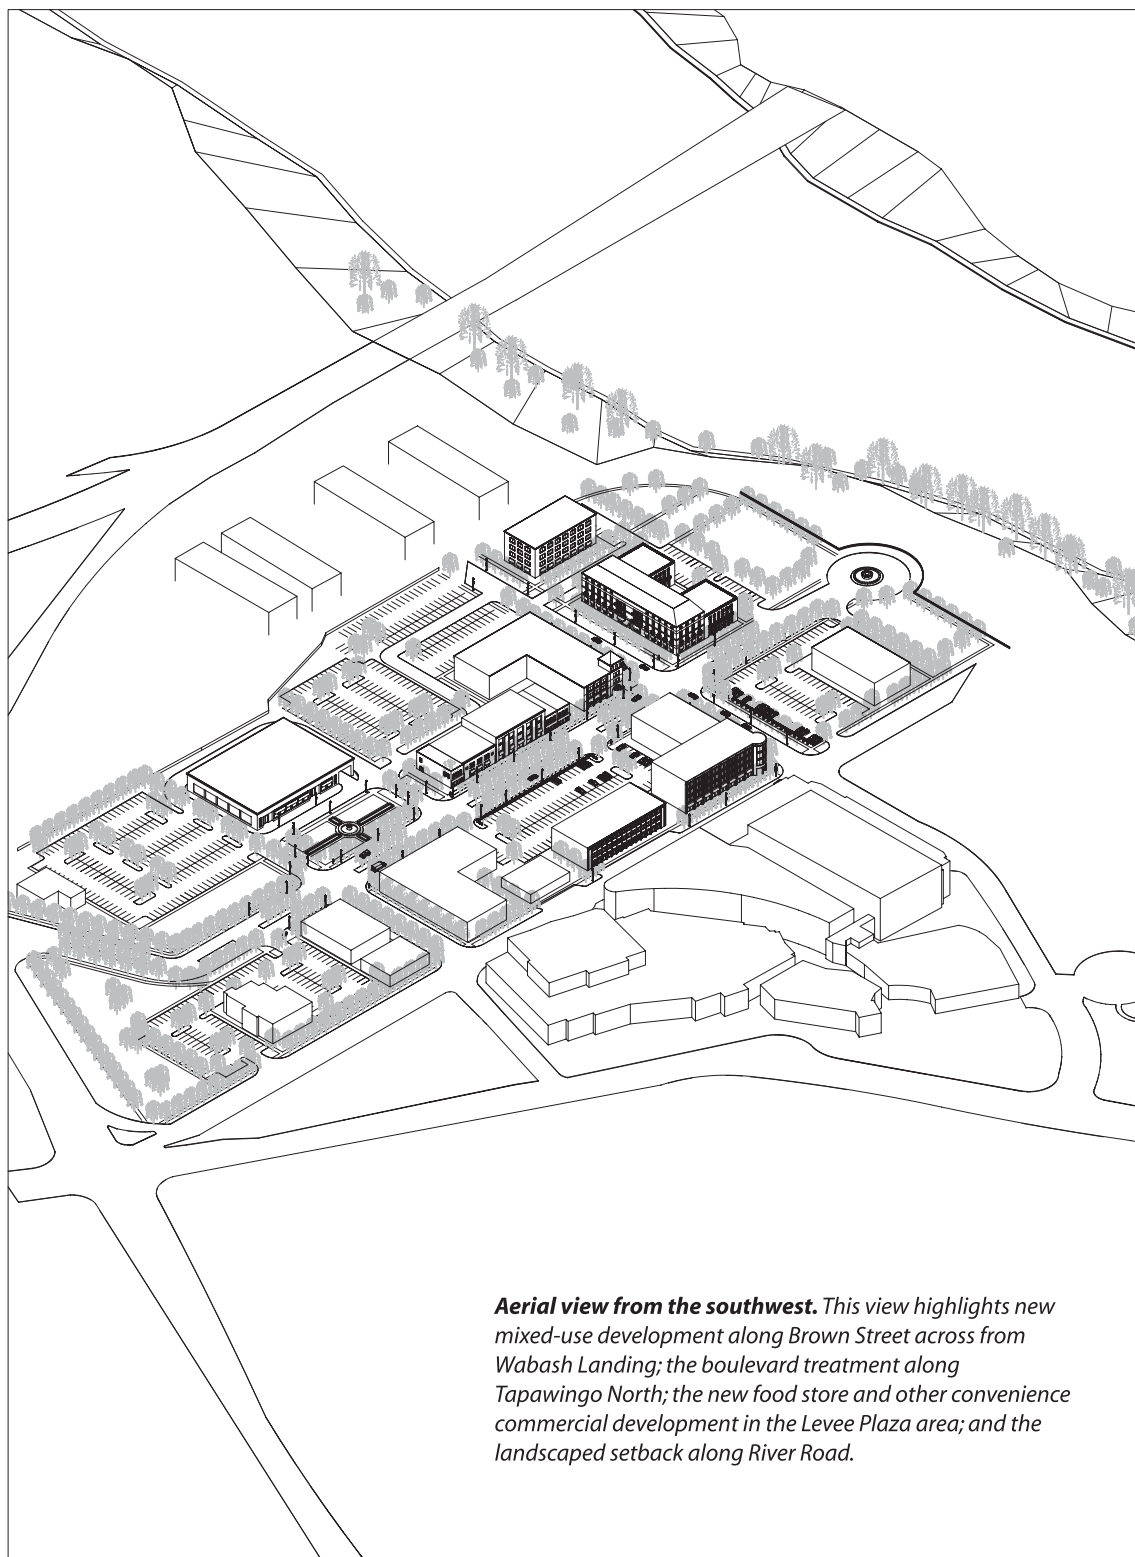 Aerial view from the southwest. This view highlights new
mixed-use development along Brown Street across from
Wabash Landing; the boulevard treatment along
Tapawingo North; the new food store and other convenience
commercial development in the Levee Plaza area; and the
landscaped setback along River Road.